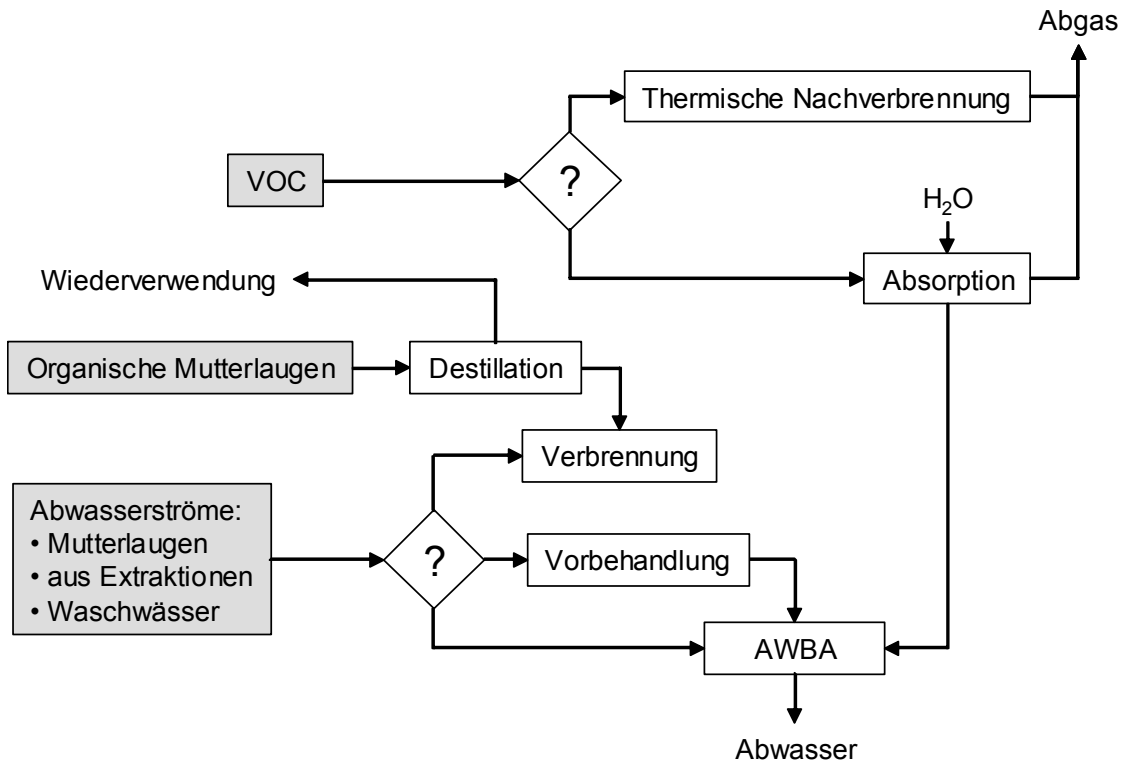 Abgas
Thermische Nachverbrennung
?
VOC
H₂O
Absorption
Wiederverwendung
Organische Mutterlaugen
Destillation
Verbrennung
Abwasserströme:
• Mutterlaugen
• aus Extraktionen
• Waschwässer
?
Vorbehandlung
AWBA
Abwasser